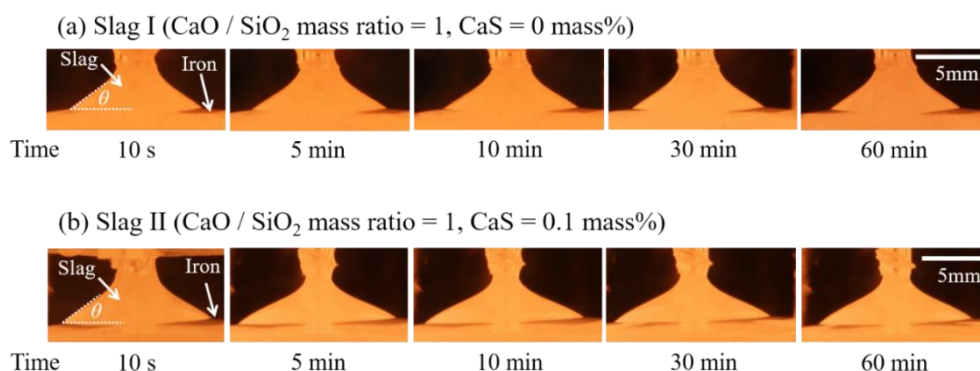 (a) Slag I (CaO / SiO₂ mass ratio = 1, CaS = 0 mass%)
Slag
Iron
θ
5mm
Time 10 s 5 min 10 min 30 min 60 min
(b) Slag II (CaO / SiO₂ mass ratio = 1, CaS = 0.1 mass%)
Slag
Iron
θ
5mm
Time 10 s 5 min 10 min 30 min 60 min